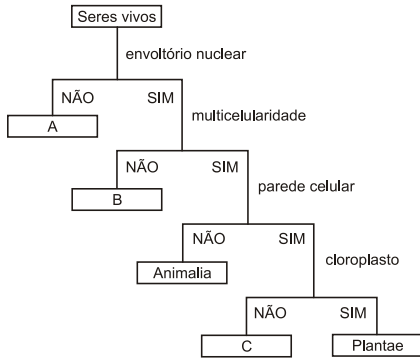 Seres vivos
envoltório nuclear
NÃO SIM
A
multicelularidade
NÃO SIM
B
parede celular
NÃO SIM
Animalia
cloroplasto
NÃO SIM
C Plantae